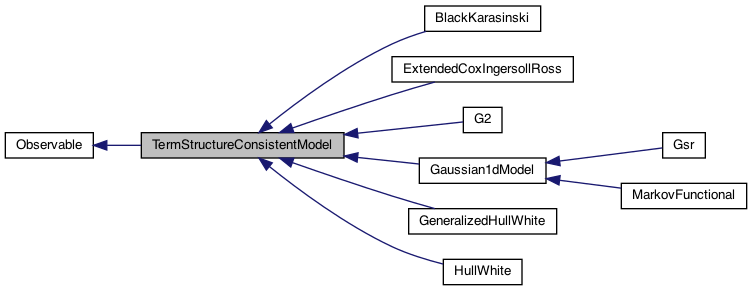 BlackKarasinski
ExtendedCoxIngersollRoss
G2
Observable
TermStructureConsistentModel
Gsr
Gaussian1dModel
MarkovFunctional
GeneralizedHullWhite
HullWhite